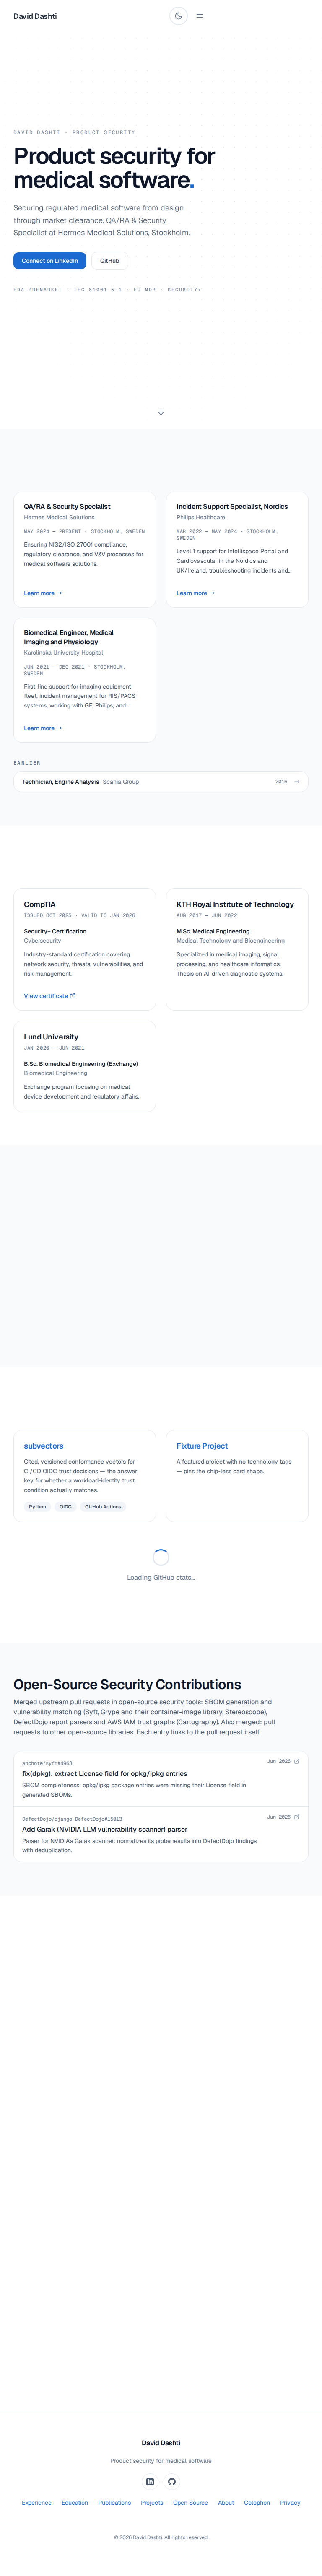 David Dashti
DAVID DASHTI · PRODUCT SECURITY
Product security for
medical software.
Securing regulated medical software from design
through market clearance. QA/RA & Security
Specialist at Hermes Medical Solutions, Stockholm.
Connect on LinkedIn
GitHub
FDA PREMARKET · IEC 81001-5-1 · EU MDR · SECURITY+
QA/RA & Security Specialist
Hermes Medical Solutions
MAY 2024 — PRESENT · STOCKHOLM, SWEDEN
Ensuring NIS2/ISO 27001 compliance,
regulatory clearance, and V&V processes for
medical software solutions.
Learn more →
Incident Support Specialist, Nordics
Philips Healthcare
MAR 2022 — MAY 2024 · STOCKHOLM,
SWEDEN
Level 1 support for Intellispace Portal and
Cardiovascular in the Nordics and
UK/Ireland, troubleshooting incidents and...
Learn more →
Biomedical Engineer, Medical
Imaging and Physiology
Karolinska University Hospital
JUN 2021 — DEC 2021 · STOCKHOLM,
SWEDEN
First-line support for imaging equipment
fleet, incident management for RIS/PACS
systems, working with GE, Philips, and...
Learn more →
EARLIER
Technician, Engine Analysis Scania Group
2016 →
CompTIA
ISSUED OCT 2025 · VALID TO JAN 2026
Security+ Certification
Cybersecurity
Industry-standard certification covering
network security, threats, vulnerabilities, and
risk management.
View certificate
KTH Royal Institute of Technology
AUG 2017 — JUN 2022
M.Sc. Medical Engineering
Medical Technology and Bioengineering
Specialized in medical imaging, signal
processing, and healthcare informatics.
Thesis on AI-driven diagnostic systems.
Lund University
JAN 2020 — JUN 2021
B.Sc. Biomedical Engineering (Exchange)
Biomedical Engineering
Exchange program focusing on medical
device development and regulatory affairs.
subvectors
Cited, versioned conformance vectors for
CI/CD OIDC trust decisions — the answer
key for whether a workload-identity trust
condition actually matches.
Python
OIDC
GitHub Actions
Fixture Project
A featured project with no technology tags
— pins the chip-less card shape.
Loading GitHub stats...
Open-Source Security Contributions
Merged upstream pull requests in open-source security tools: SBOM generation and
vulnerability matching (Syft, Grype and their container-image library, Stereoscope),
DefectDojo report parsers and AWS IAM trust graphs (Cartography). Also merged: pull
requests to other open-source libraries. Each entry links to the pull request itself.
anchore/syft#4963
Jun 2026
fix(dpkg): extract License field for opkg/ipkg entries
SBOM completeness: opkg/ipkg package entries were missing their License field in
generated SBOMs.
DefectDojo/django-DefectDojo#15013
Jun 2026
Add Garak (NVIDIA LLM vulnerability scanner) parser
Parser for NVIDIA's Garak scanner: normalizes its probe results into DefectDojo findings
with deduplication.
David Dashti
Product security for medical software
Experience
Education
Publications
Projects
Open Source
About
Colophon
Privacy
© 2026 David Dashti. All rights reserved.